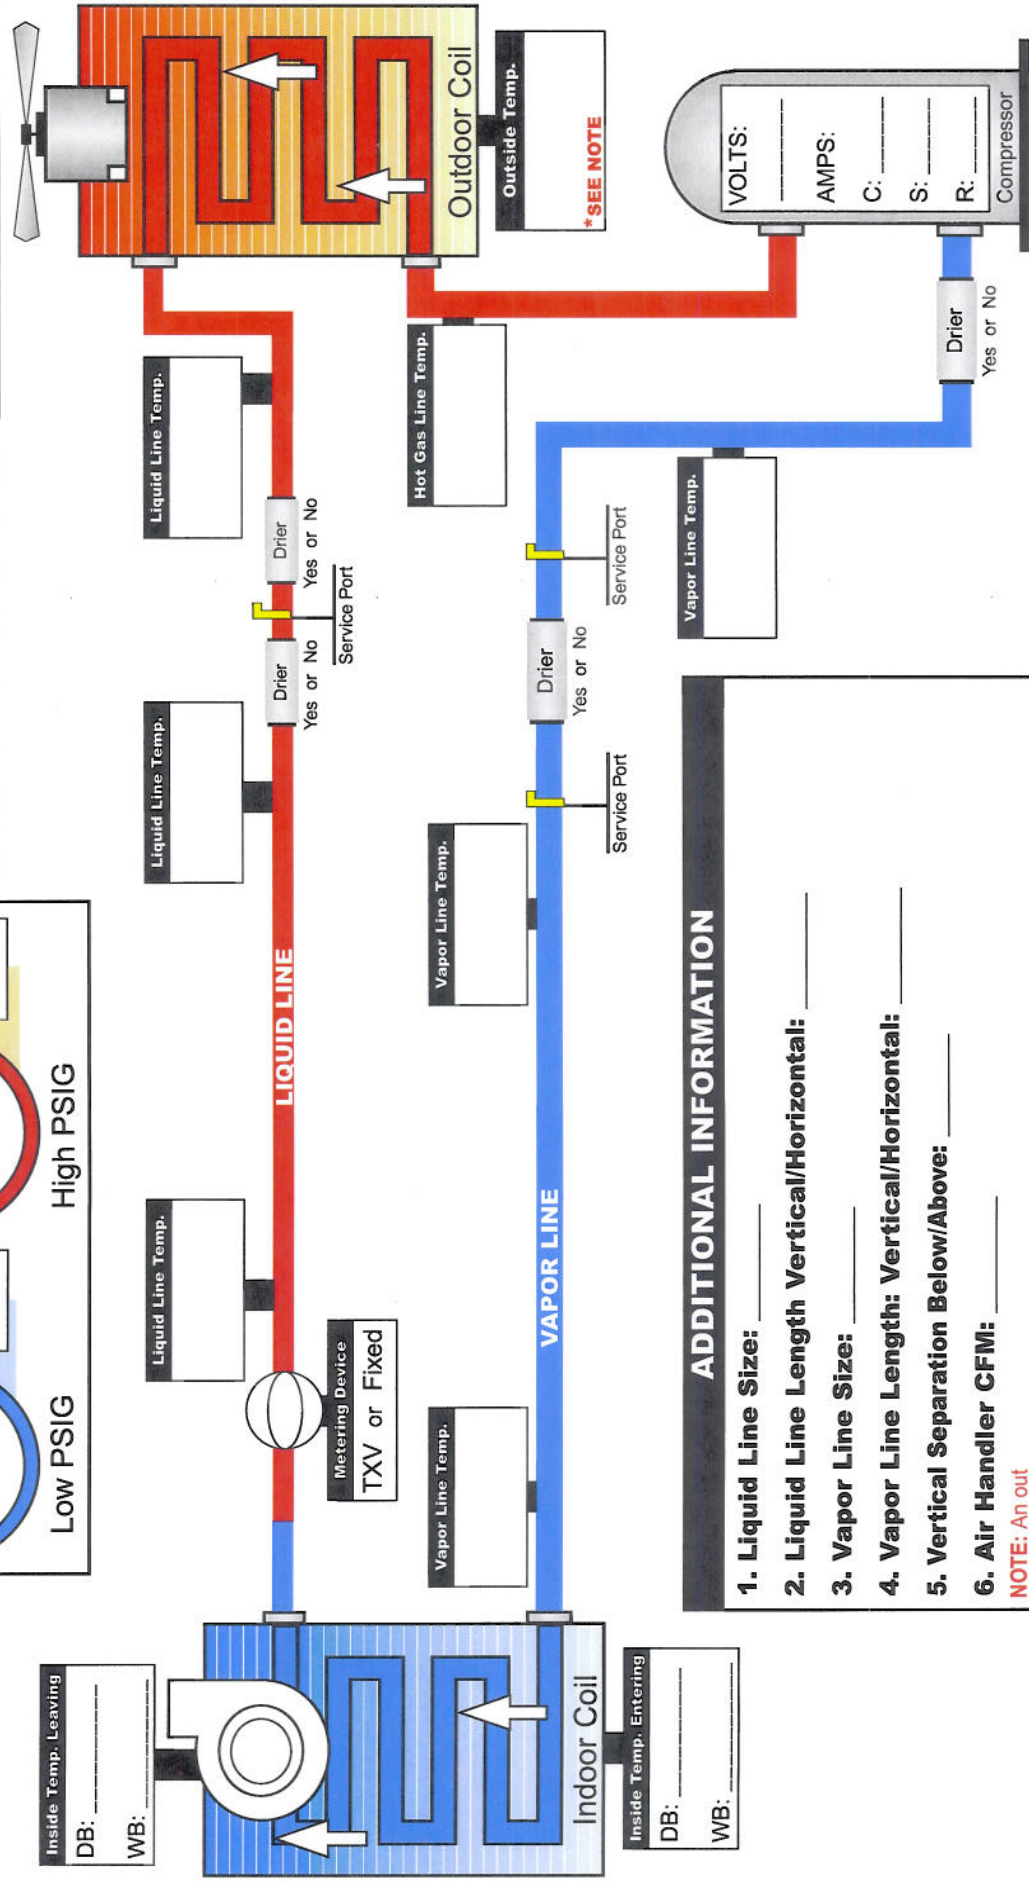 Low PSIG
High PSIG
Inside Temp. Leaving
DB:
WB:
Liquid Line Temp.
Liquid Line Temp.
Liquid Line Temp.
LIQUID LINE
Drier
Yes or No
Service Port
Drier
Yes or No
Metering Device
TXV or Fixed
Outdoor Coil
Outside Temp.
*SEE NOTE
Hot Gas Line Temp.
Vapor Line Temp.
Vapor Line Temp.
VAPOR LINE
Service Port
Drier
Yes or No
Service Port
Vapor Line Temp.
Indoor Coil
Inside Temp. Entering
DB:
WB:
VOLTS:
AMPS:
C:
S:
R:
Compressor
Drier
Yes or No
ADDITIONAL INFORMATION
1. Liquid Line Size:
2. Liquid Line Length Vertical/Horizontal:
3. Vapor Line Size:
4. Vapor Line Length: Vertical/Horizontal:
5. Vertical Separation Below/Above:
6. Air Handler CFM:
NOTE: An out